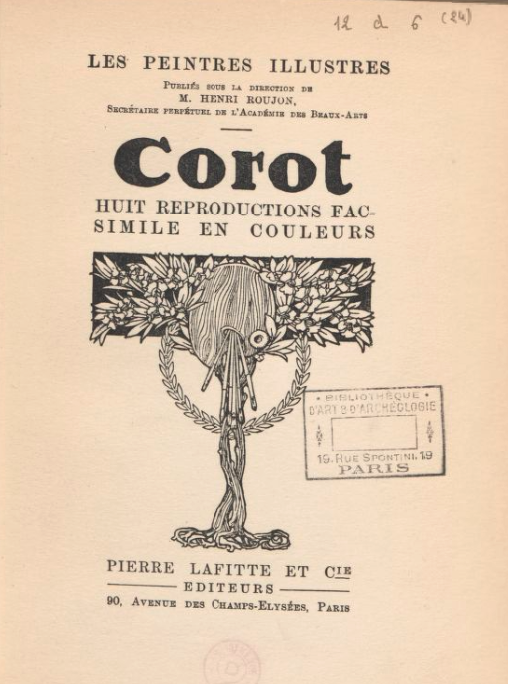 12 d 6 (24)
LES PEINTRES ILLUSTRES
PUBLIÉS SOUS LA DIRECTION DE
M. HENRI ROUJON,
SECRÉTAIRE PERPÉTUEL DE L'ACADÉMIE DES BEAUX-ARTS
Corot
HUIT REPRODUCTIONS FAC-
SIMILE EN COULEURS
BIBLIOTHÈQUE
D'ART & D'ARCHÉOLOGIE
19. RUE SPONTINI. 19
PARIS
PIERRE LAFITTE ET CIE
EDITEURS
90, AVENUE DES CHAMPS-ELYSÉES, PARIS